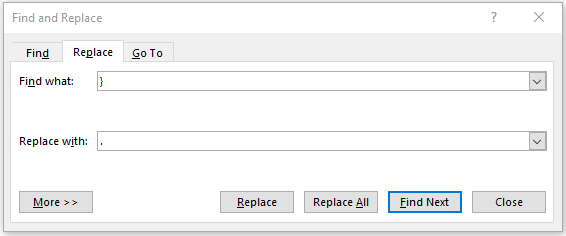 Find and Replace ? ×
Find Replace Go To
Find what: }
Replace with: .
More >> Replace Replace All Find Next Close